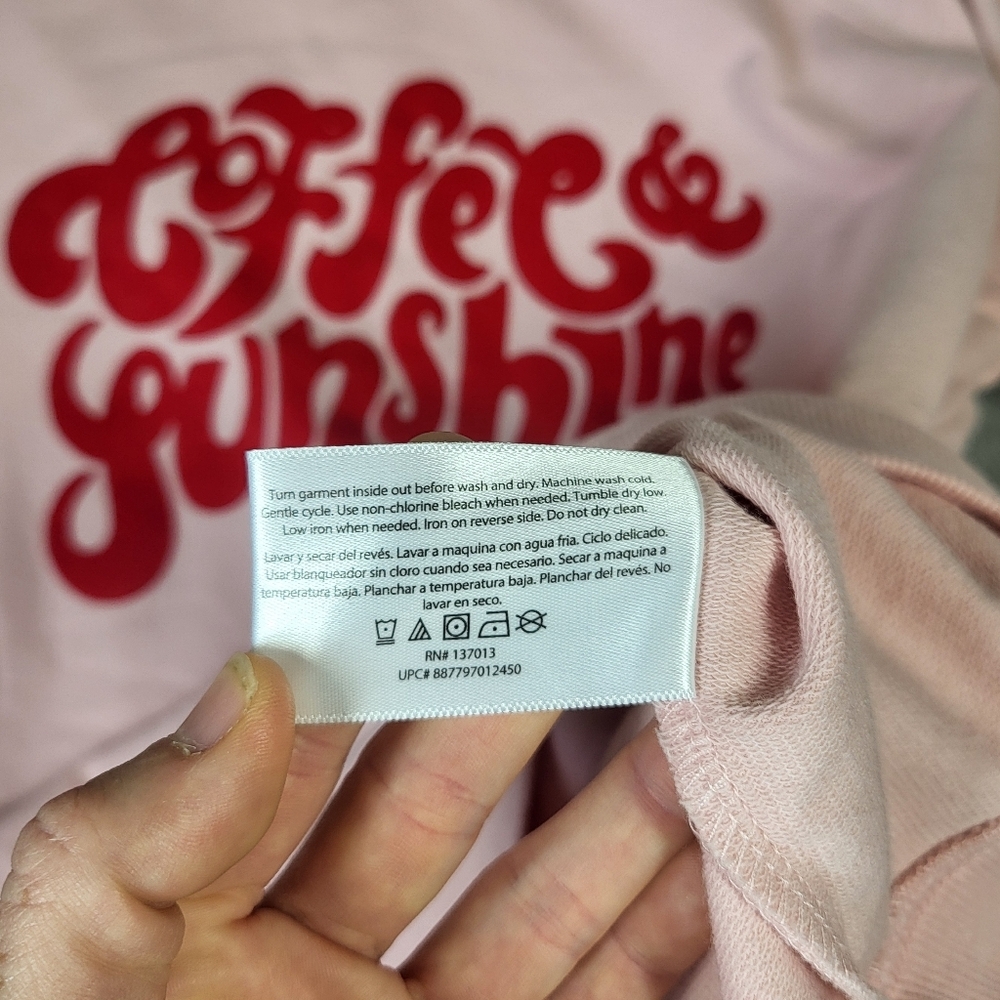 Coffee &
Sunshine
Turn garment inside out before wash and dry. Machine wash cold.
Gentle cycle. Use non-chlorine bleach when needed. Tumble dry low.
Low iron when needed. Iron on reverse side. Do not dry clean.
Lavar y secar del revés. Lavar a maquina con agua fria. Ciclo delicado.
Usar blanqueador sin cloro cuando sea necesario. Secar a maquina a
temperatura baja. Planchar a temperatura baja. Planchar del revés. No
lavar en seco.
RN# 137013
UPC# 887797012450